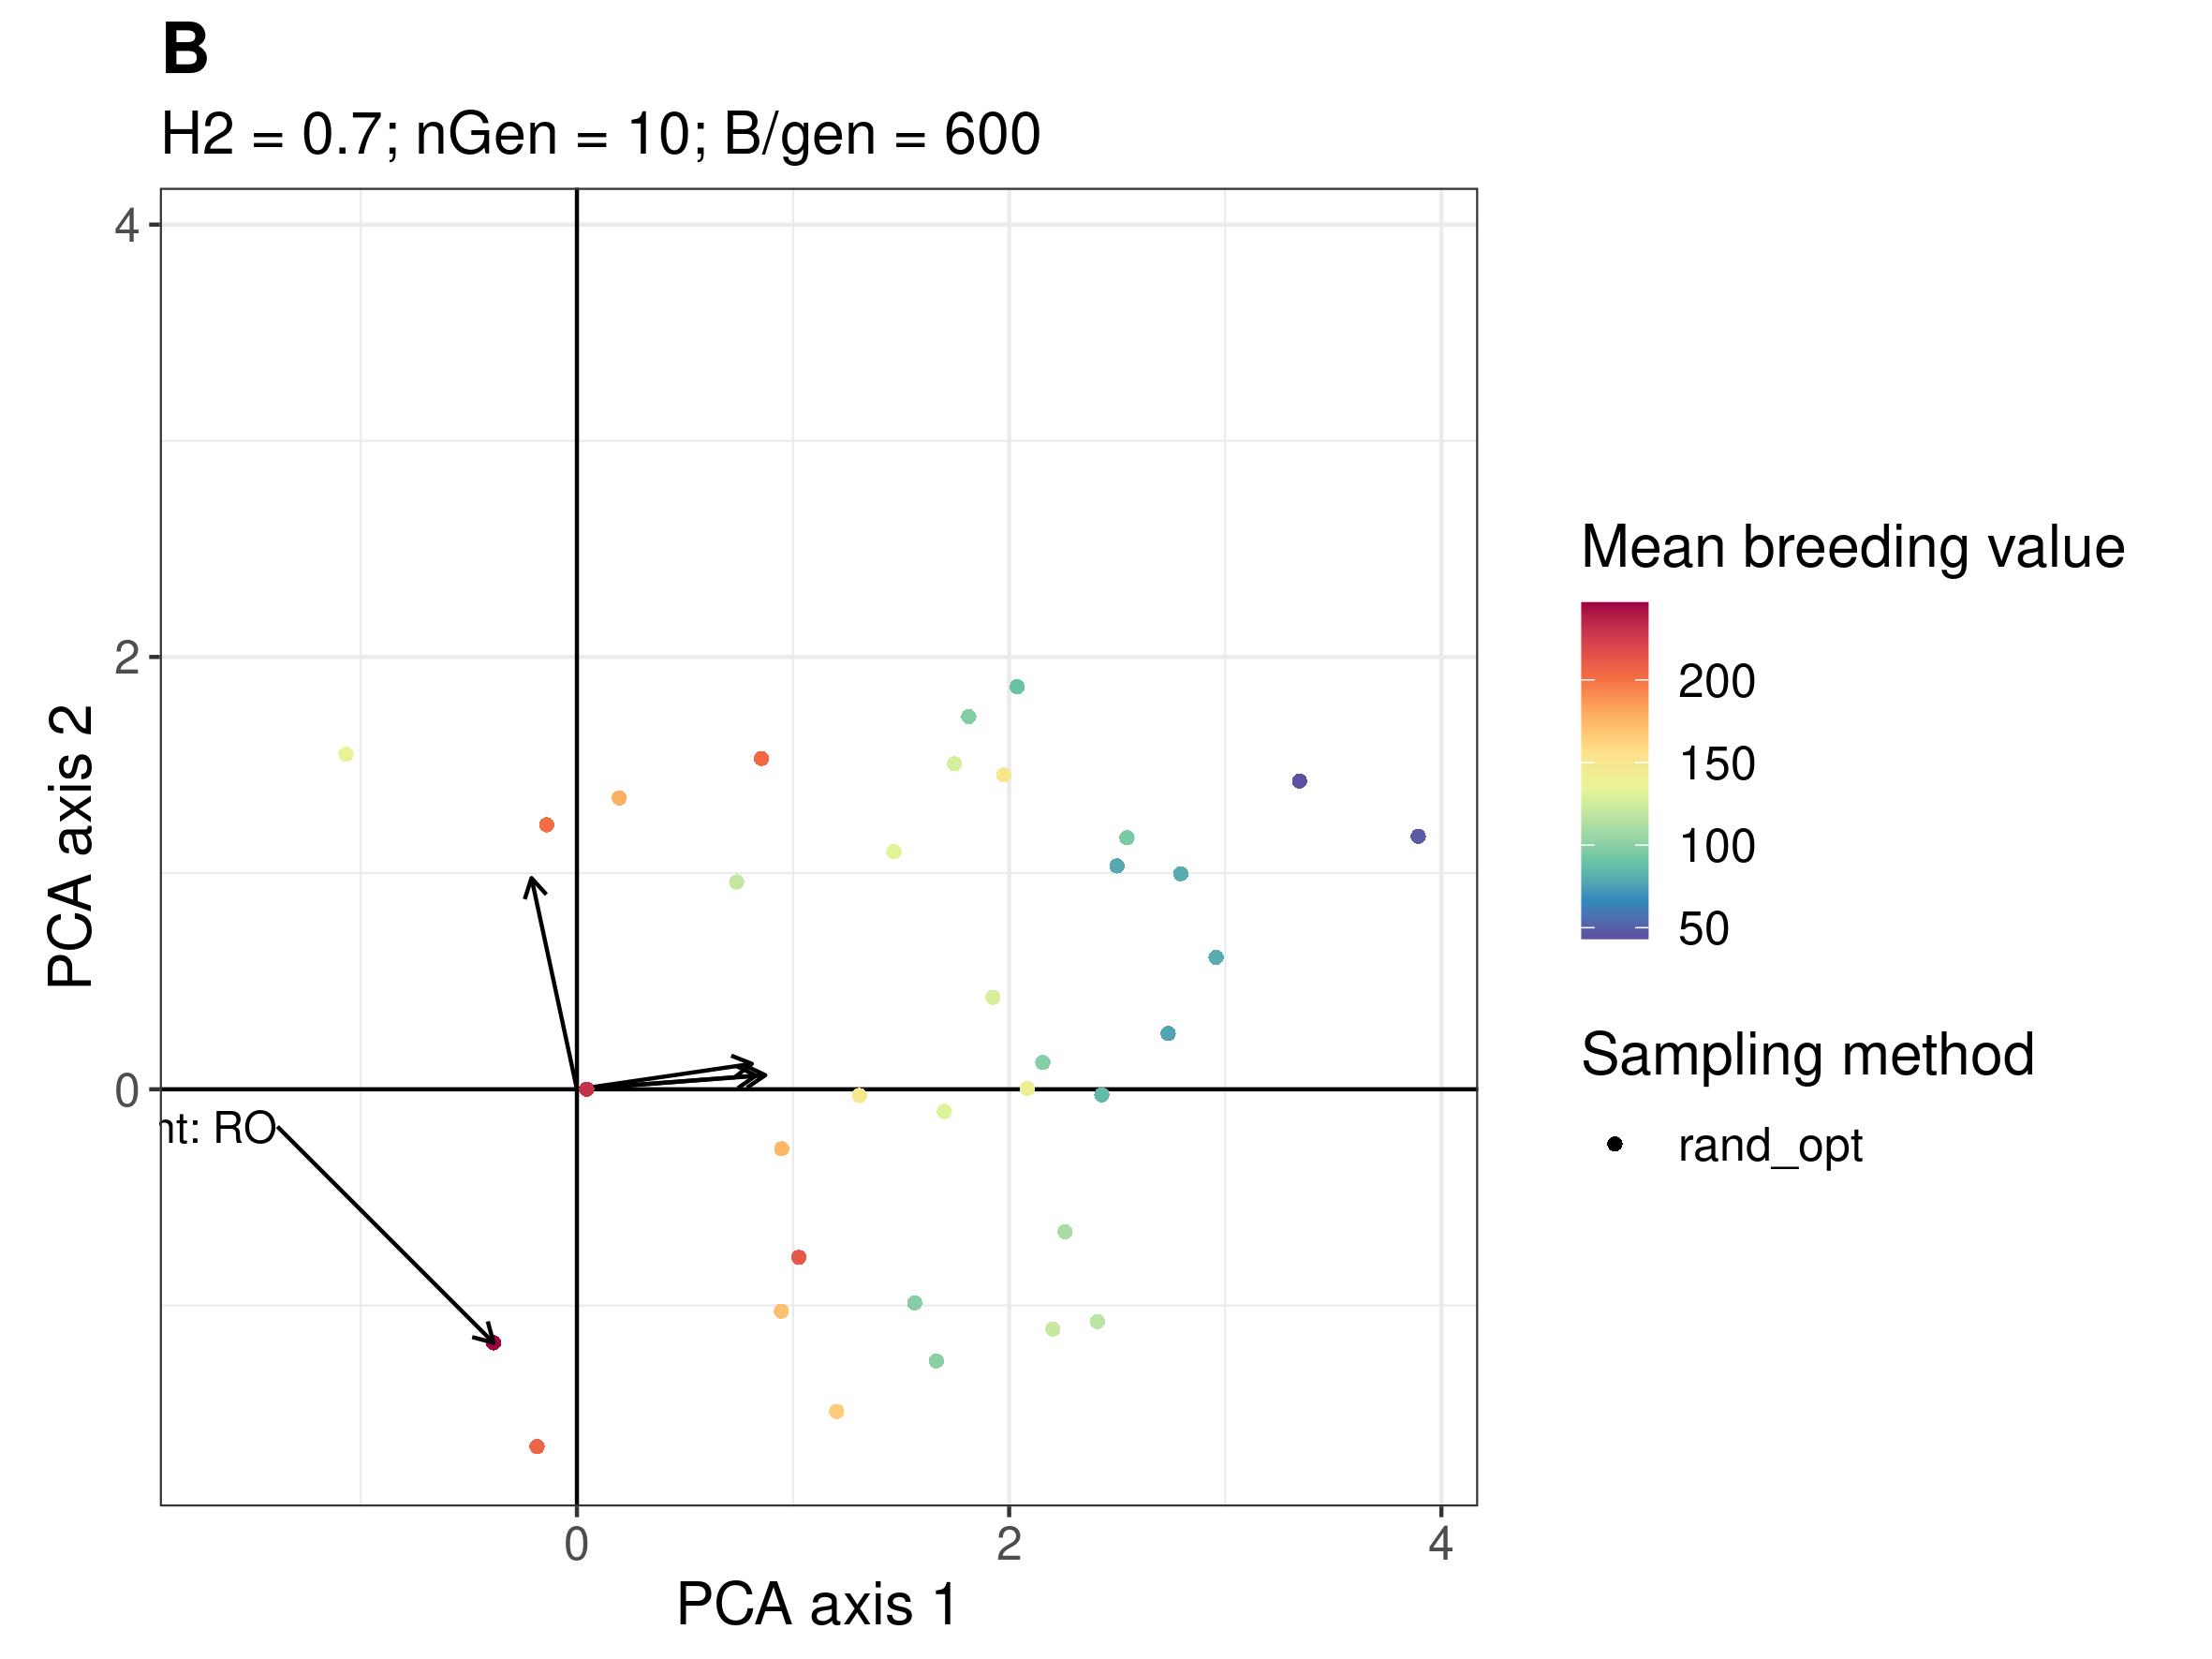 B
H2 = 0.7; nGen = 10; B/gen = 600
4
2
0
PCA axis 2
nt: RO
0
2
4
PCA axis 1
Mean breeding value
200
150
100
50
Sampling method
rand_opt